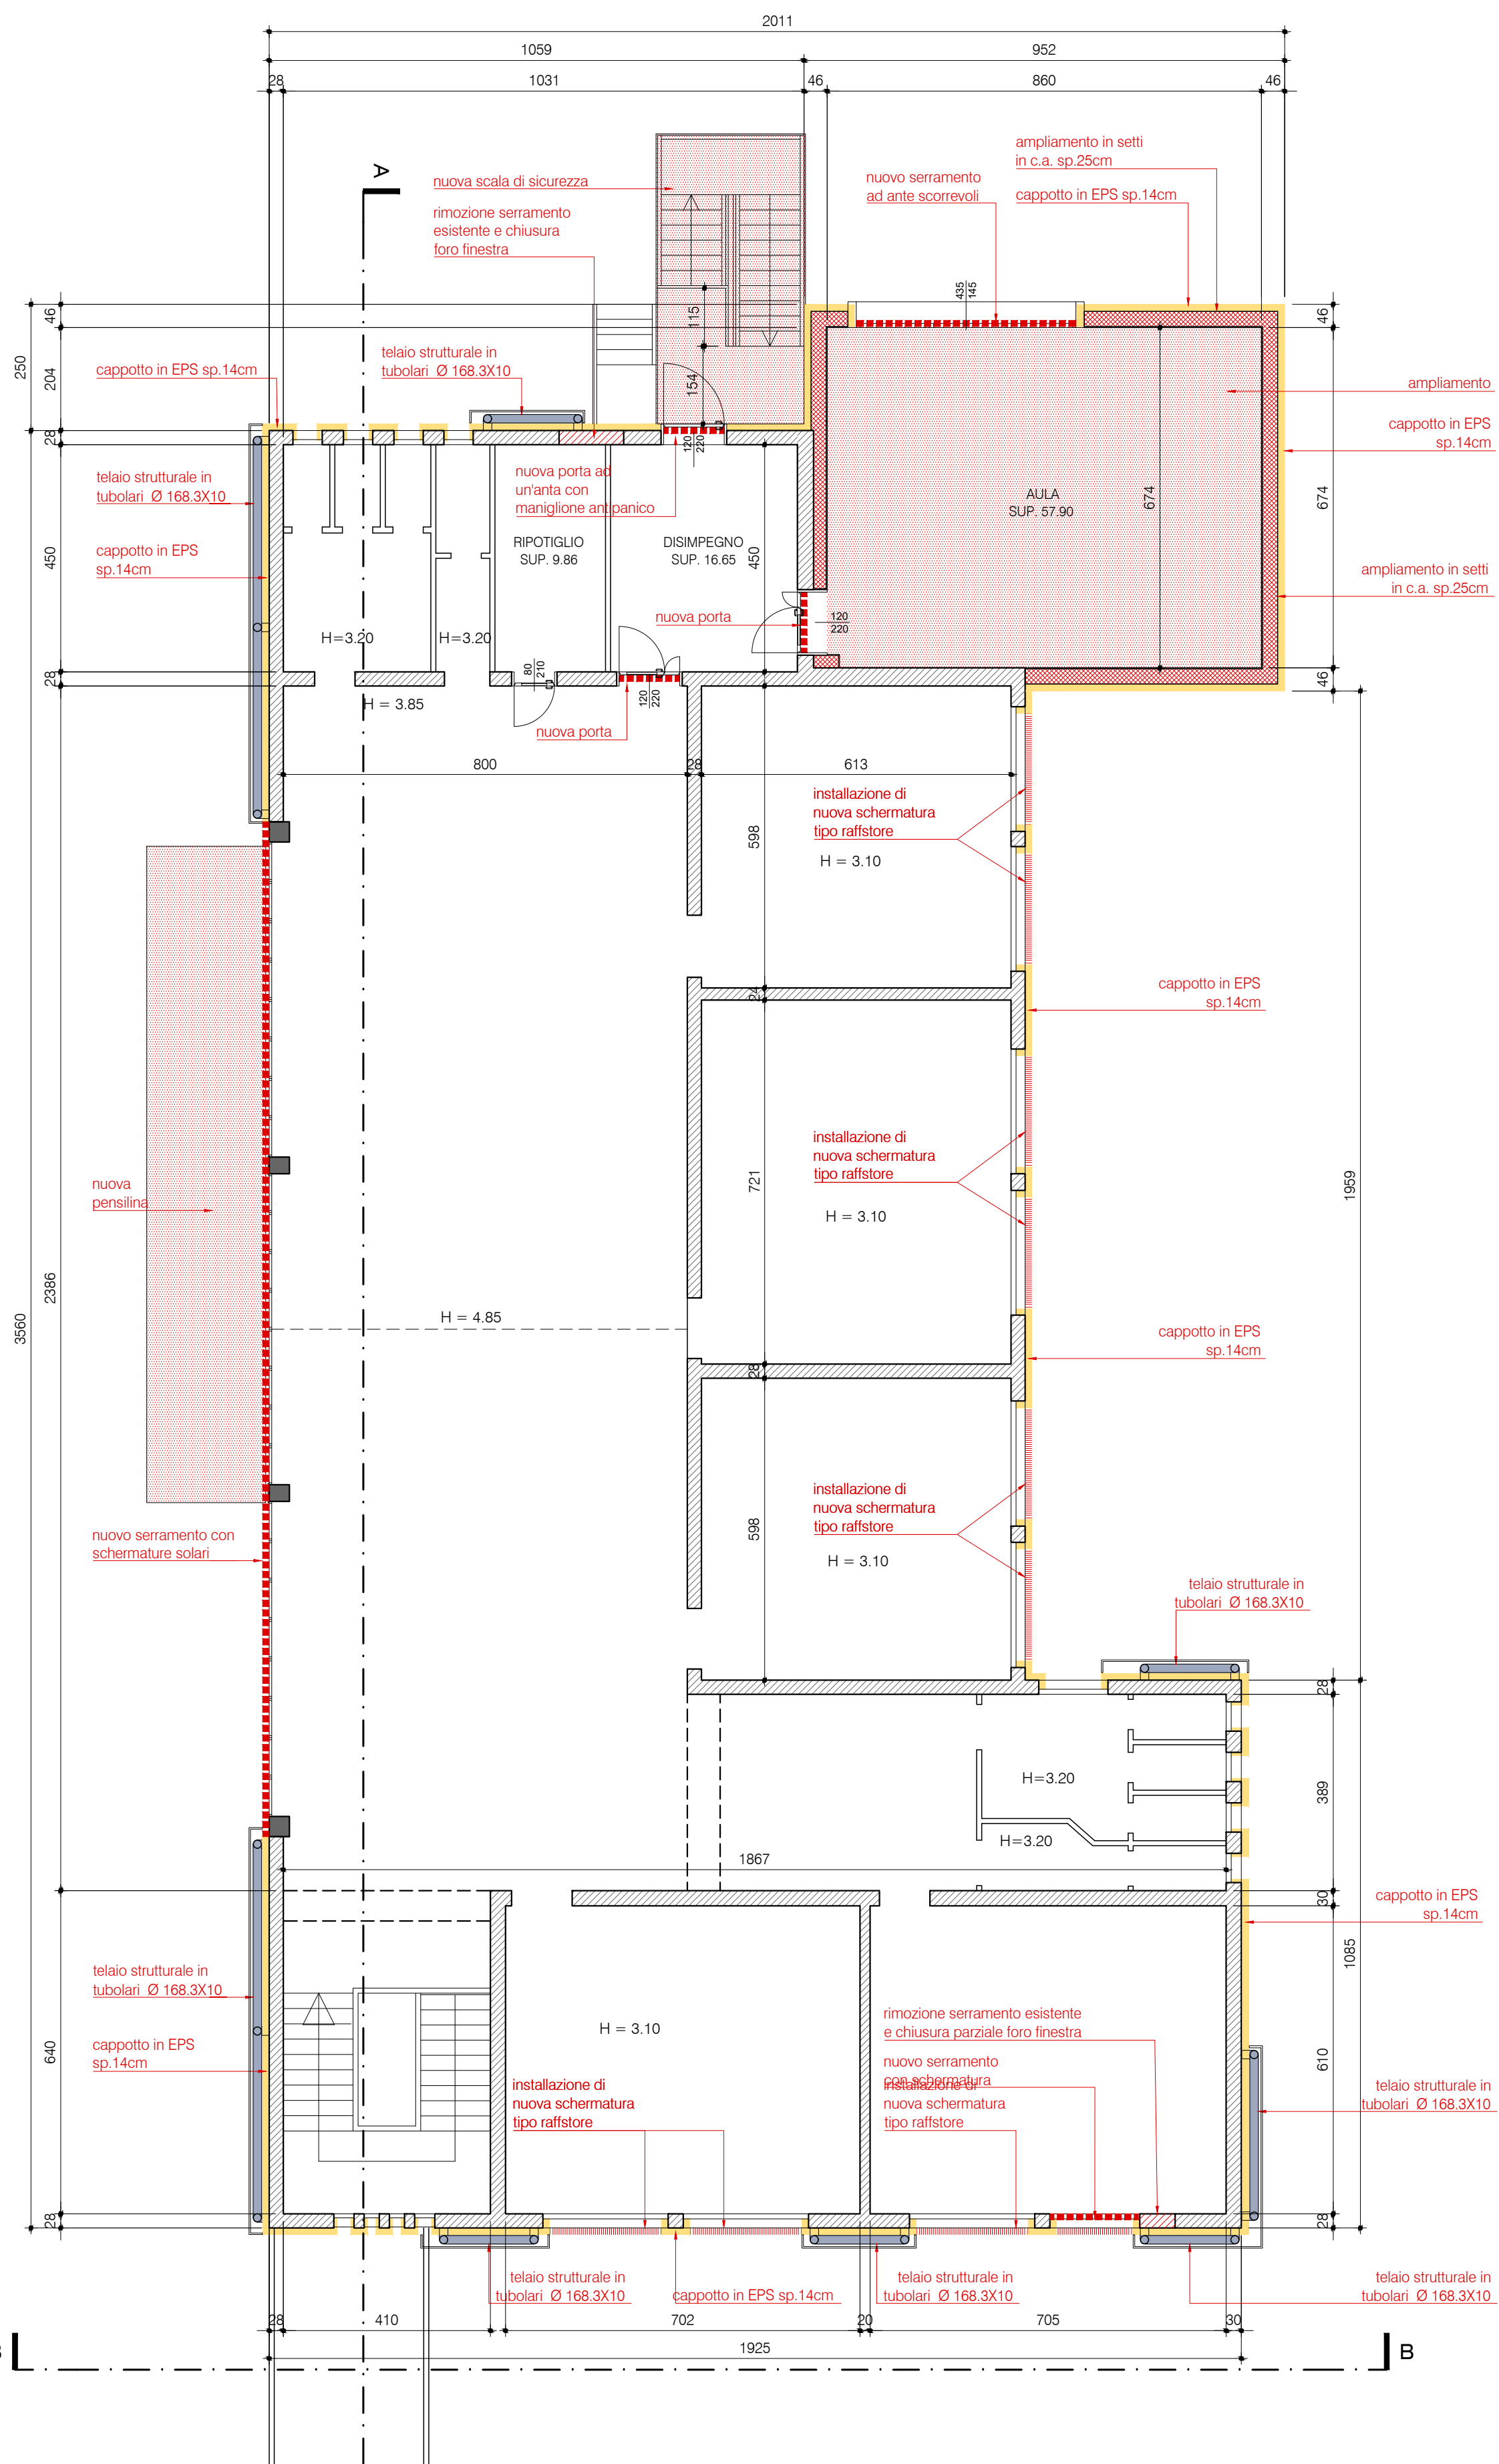 2011
1059
952
28
1031
46
860
46
A
nuova scala di sicurezza
rimozione serramento
esistente e chiusura
foro finestra
nuovo serramento
ad ante scorrevoli
ampliamento in setti
in c.a. sp.25cm
cappotto in EPS sp.14cm
435
145
46
250
204
28
115
154
46
cappotto in EPS sp.14cm
telaio strutturale in
tubolari Ø 168.3X10
ampliamento
cappotto in EPS
sp.14cm
120
220
telaio strutturale in
tubolari Ø 168.3X10
nuova porta ad
un'anta con
maniglione antipanico
AULA
SUP. 57.90
674
674
cappotto in EPS
sp.14cm
450
RIPOTIGLIO
SUP. 9.86
DISIMPEGNO
SUP. 16.65
450
ampliamento in setti
in c.a. sp.25cm
nuova porta
120
220
H=3.20
H=3.20
28
80
210
120
220
46
H = 3.85
nuova porta
800
28
613
installazione di
nuova schermatura
tipo raffstore
598
H = 3.10
cappotto in EPS
sp.14cm
24
installazione di
nuova schermatura
tipo raffstore
721
H = 3.10
nuova
pensilina
1959
2386
3560
H = 4.85
cappotto in EPS
sp.14cm
28
installazione di
nuova schermatura
tipo raffstore
598
H = 3.10
nuovo serramento con
schermature solari
telaio strutturale in
tubolari Ø 168.3X10
28
H=3.20
389
H=3.20
1867
30
cappotto in EPS
sp.14cm
1085
telaio strutturale in
tubolari Ø 168.3X10
cappotto in EPS
sp.14cm
640
H = 3.10
rimozione serramento esistente
e chiusura parziale foro finestra
nuovo serramento
con schermatura
installazione di
nuova schermatura
tipo raffstore
installazione di
nuova schermatura
tipo raffstore
610
telaio strutturale in
tubolari Ø 168.3X10
28
28
telaio strutturale in
tubolari Ø 168.3X10
cappotto in EPS sp.14cm
telaio strutturale in
tubolari Ø 168.3X10
telaio strutturale in
tubolari Ø 168.3X10
28
410
702
20
705
30
1925
B